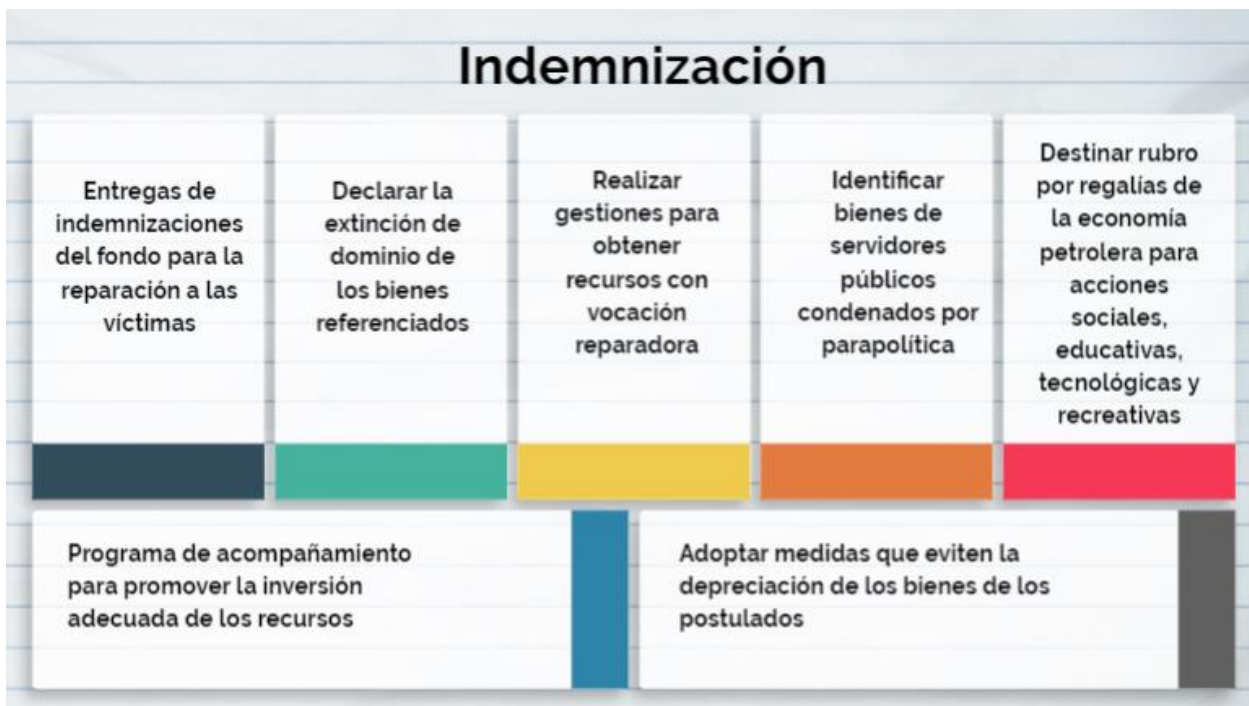 Indemnización
Entregas de
indemnizaciones
del fondo para la
reparación a las
víctimas
Declarar la
extinción de
dominio de
los bienes
referenciados
Realizar
gestiones para
obtener
recursos con
vocación
reparadora
Identificar
bienes de
servidores
públicos
condenados por
parapolítica
Destinar rubro
por regalías de
la economía
petrolera para
acciones
sociales,
educativas,
tecnológicas y
recreativas
Programa de acompañamiento
para promover la inversión
adecuada de los recursos
Adoptar medidas que eviten la
depreciación de los bienes de los
postulados